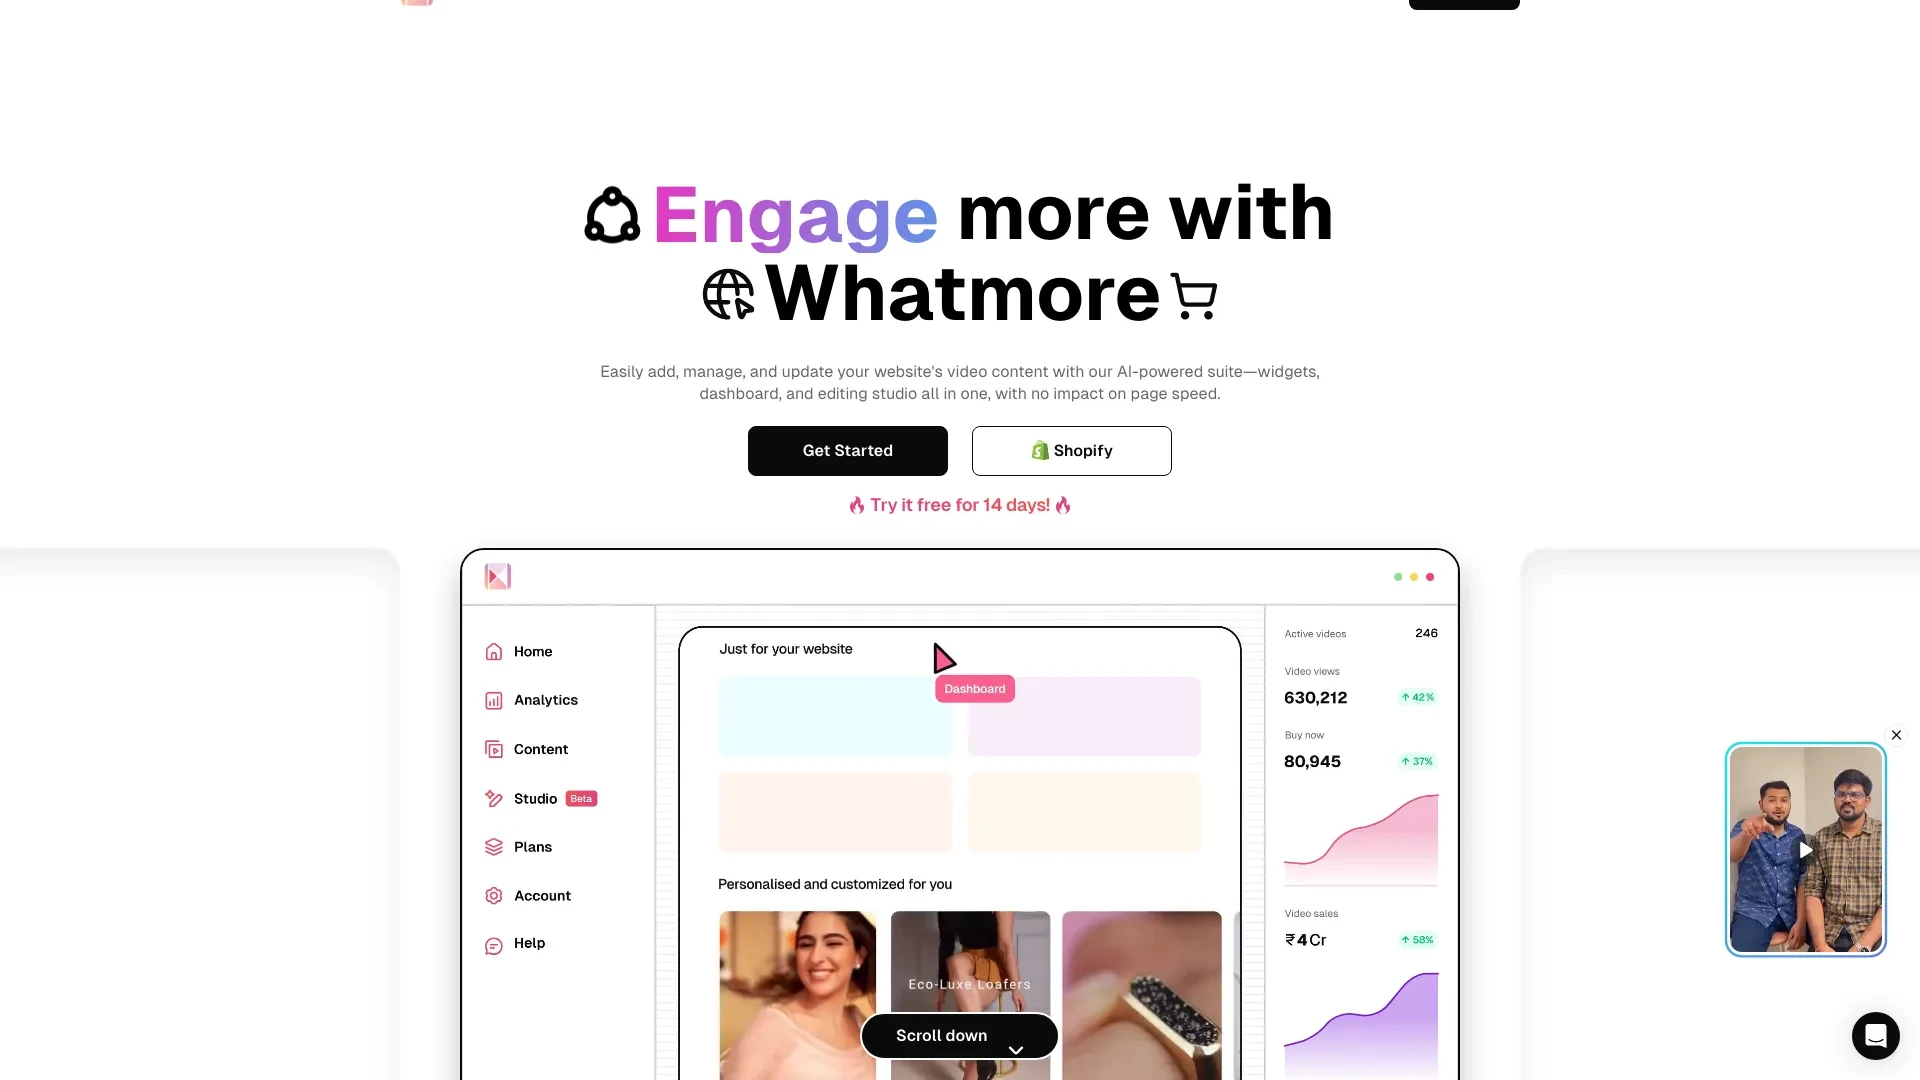 Engage more with
Whatmore
Easily add, manage, and update your website's video content with our AI-powered suite—widgets,
dashboard, and editing studio all in one, with no impact on page speed.
Get Started
Shopify
🔥 Try it free for 14 days! 🔥
Home
Analytics
Content
Studio Beta
Plans
Account
Help
Just for your website
Dashboard
Personalised and customized for you
Eco-Luxe Loafers
Scroll down
Active videos 246
Video views
630,212 ↑ 42%
Buy now
80,945 ↑ 37%
Video sales
₹4Cr ↑ 58%